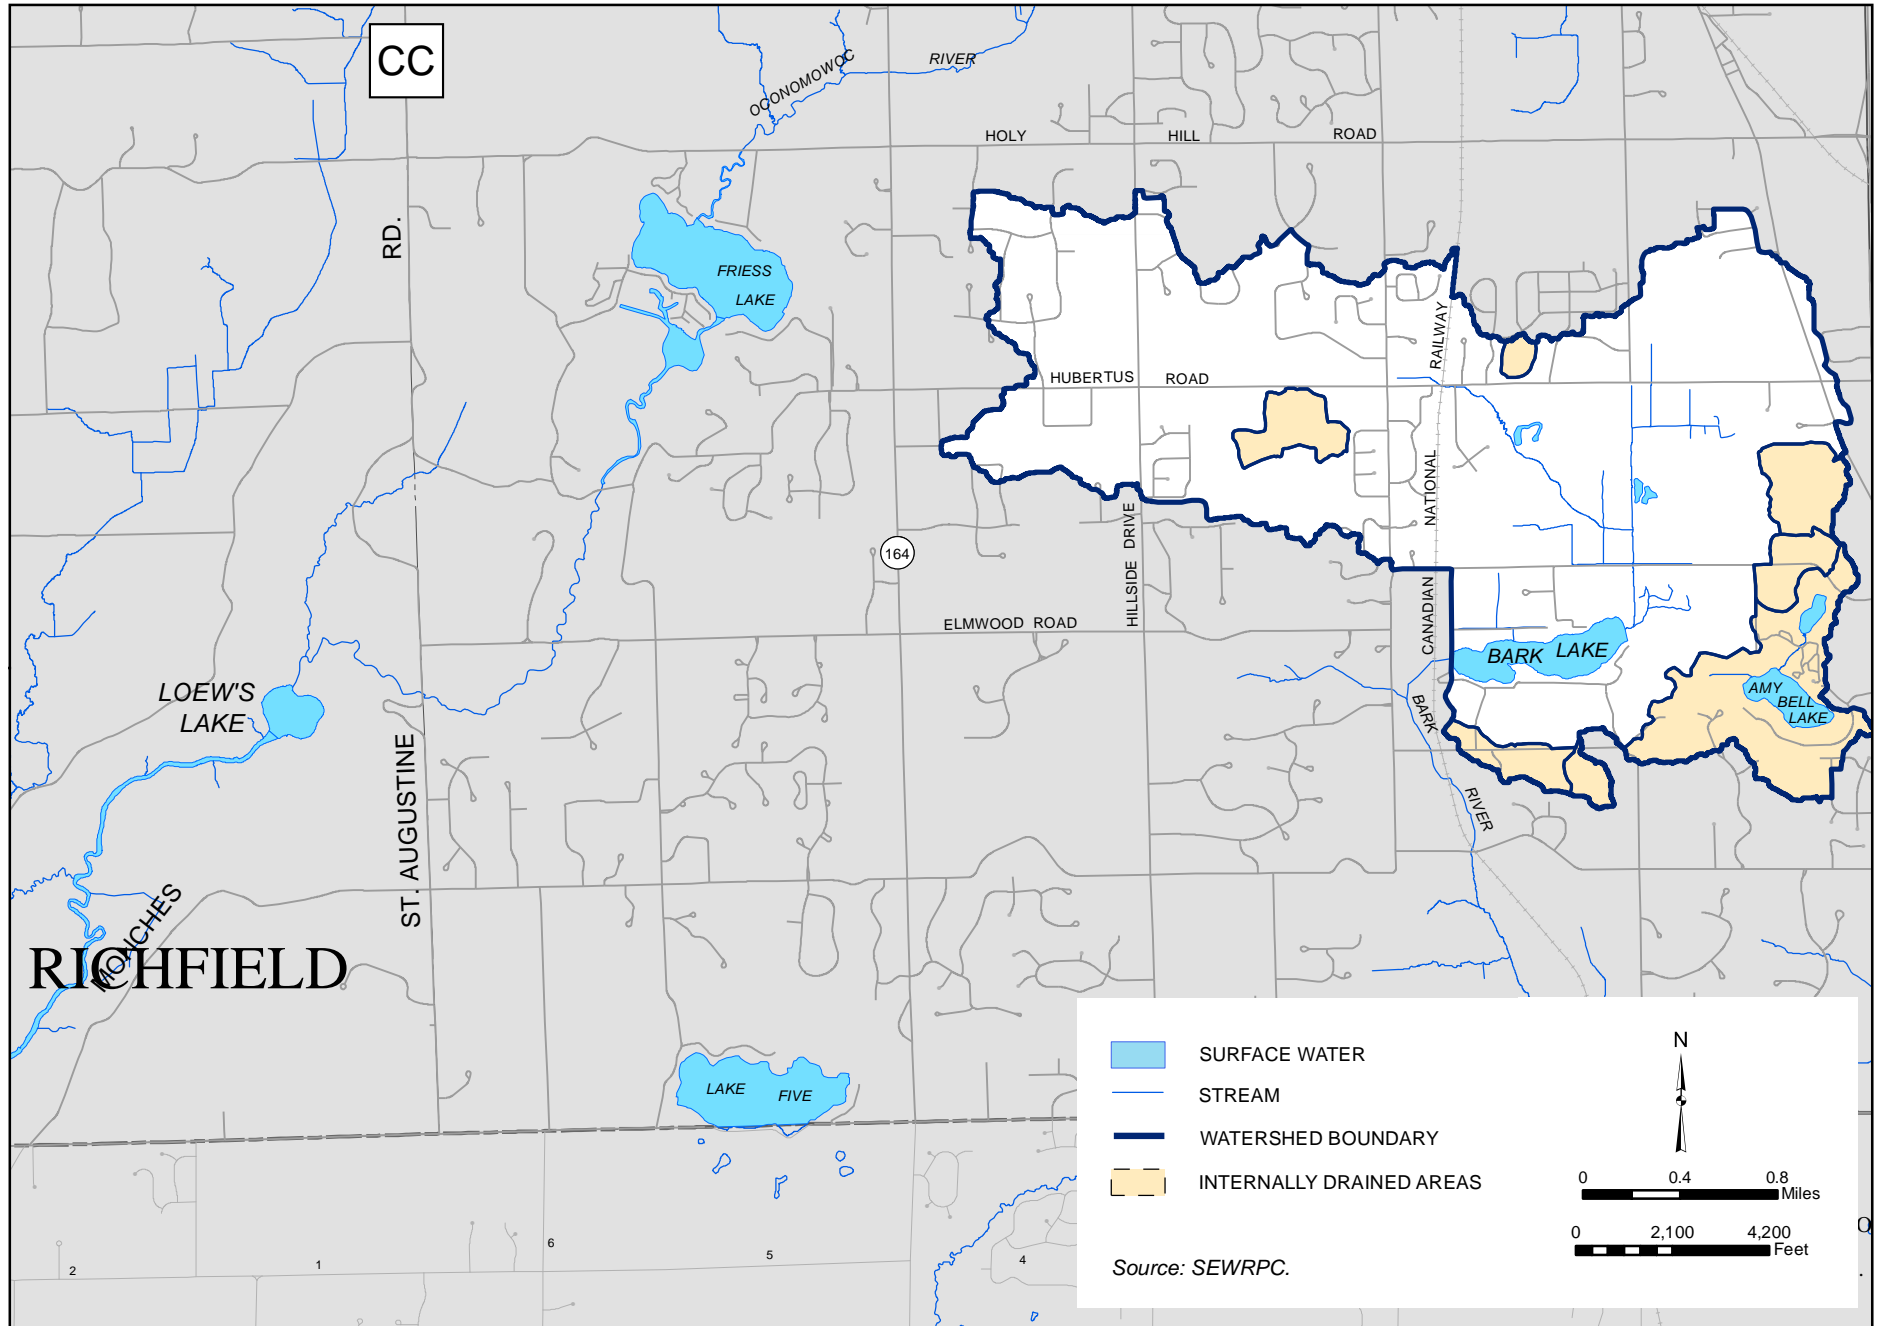 CC
OCONOMOWOC
RIVER
HOLY HILL ROAD
RD.
FRIESS
LAKE
RAILWAY
HUBERTUS ROAD
NATIONAL
164
HILLSIDE DRIVE
CANADIAN
ELMWOOD ROAD
BARK LAKE
LOEW'S
LAKE
AMY
BELL
LAKE
BARK
RIVER
ST. AUGUSTINE
MONCHES
RICHFIELD
LAKE FIVE
SURFACE WATER
STREAM
WATERSHED BOUNDARY
INTERNALLY DRAINED AREAS
Source: SEWRPC.
N
0 0.4 0.8
Miles
0 2,100 4,200
Feet
6
5
4
1
2